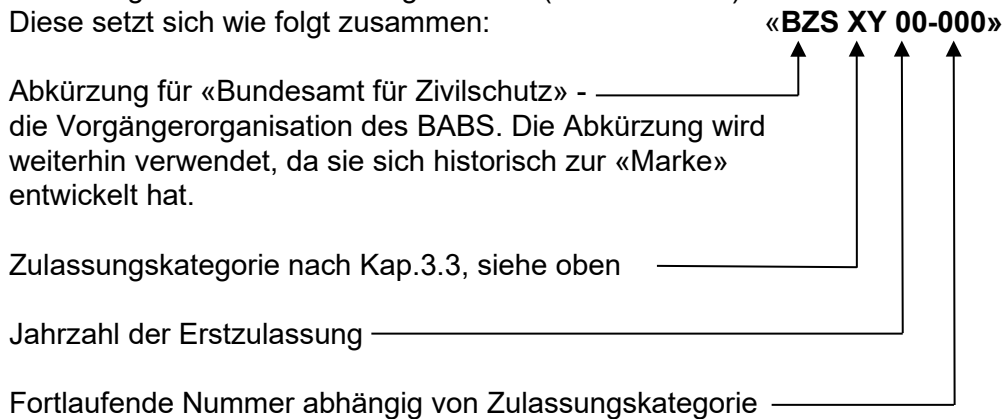 Diese setzt sich wie folgt zusammen: «BZS XY 00-000»
Abkürzung für «Bundesamt für Zivilschutz» -
die Vorgängerorganisation des BABS. Die Abkürzung wird
weiterhin verwendet, da sie sich historisch zur «Marke»
entwickelt hat.
Zulassungskategorie nach Kap.3.3, siehe oben
Jahrzahl der Erstzulassung
Fortlaufende Nummer abhängig von Zulassungskategorie